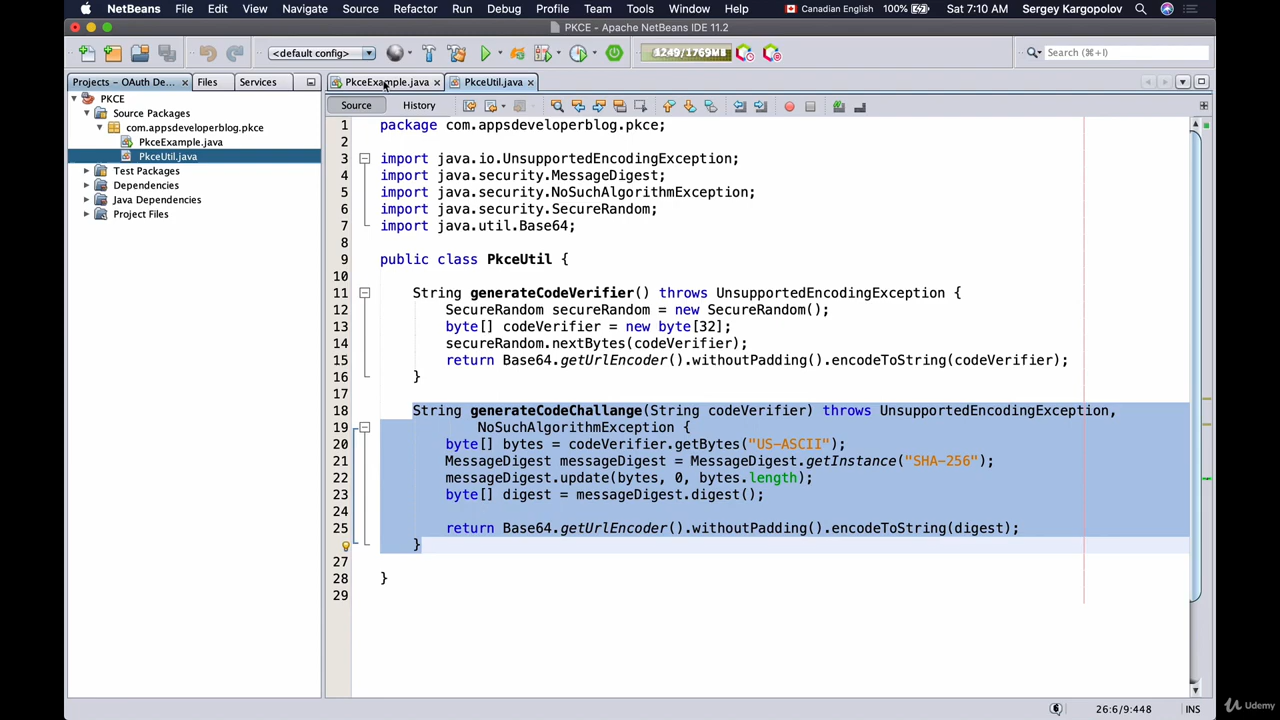 NetBeans File Edit View Navigate Source Refactor Run Debug Profile Team Tools Window Help Canadian English 100% Sat 7:10 AM Sergey Kargopolov
PKCE - Apache NetBeans IDE 11.2
<default config> 1249/1769MB Search (⌘+I)
Projects - OAuth De... Files Services PkceExample.java PkceUtil.java
Source History
PKCE
Source Packages
com.appsdeveloperblog.pkce
PkceExample.java
PkceUtil.java
Test Packages
Dependencies
Java Dependencies
Project Files
1 package com.appsdeveloperblog.pkce;
2
3 import java.io.UnsupportedEncodingException;
4 import java.security.MessageDigest;
5 import java.security.NoSuchAlgorithmException;
6 import java.security.SecureRandom;
7 import java.util.Base64;
8
9 public class PkceUtil {
10
11 String generateCodeVerifier() throws UnsupportedEncodingException {
12 SecureRandom secureRandom = new SecureRandom();
13 byte[] codeVerifier = new byte[32];
14 secureRandom.nextBytes(codeVerifier);
15 return Base64.getUrlEncoder().withoutPadding().encodeToString(codeVerifier);
16 }
17
18 String generateCodeChallange(String codeVerifier) throws UnsupportedEncodingException,
19 NoSuchAlgorithmException {
20 byte[] bytes = codeVerifier.getBytes("US-ASCII");
21 MessageDigest messageDigest = MessageDigest.getInstance("SHA-256");
22 messageDigest.update(bytes, 0, bytes.length);
23 byte[] digest = messageDigest.digest();
24
25 return Base64.getUrlEncoder().withoutPadding().encodeToString(digest);
}
27
28 }
29
26:6/9:448 INS
Udemy